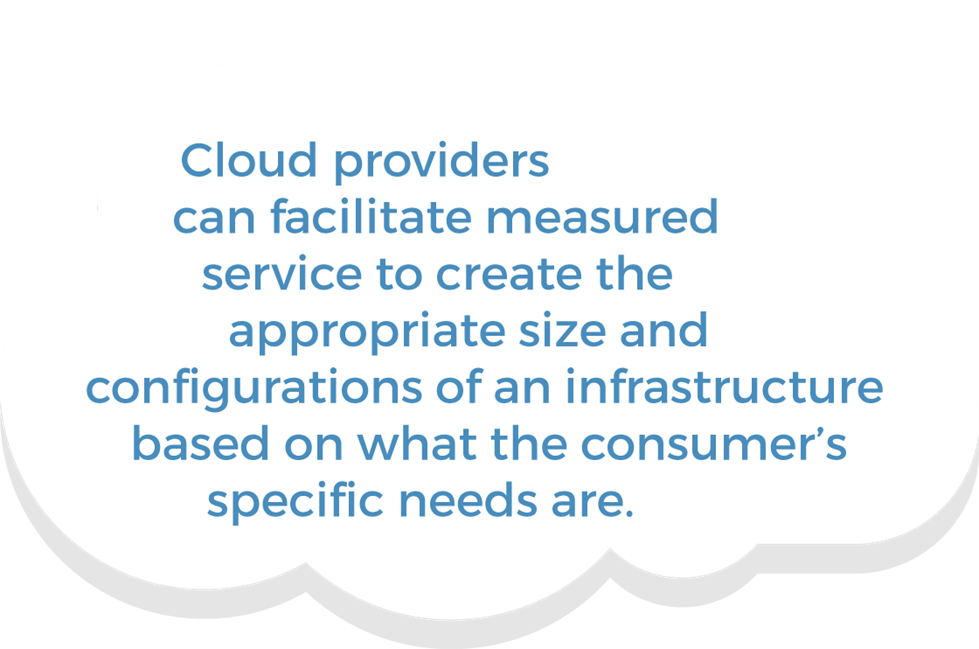 Cloud providers
can facilitate measured
service to create the
appropriate size and
configurations of an infrastructure
based on what the consumer’s
specific needs are.